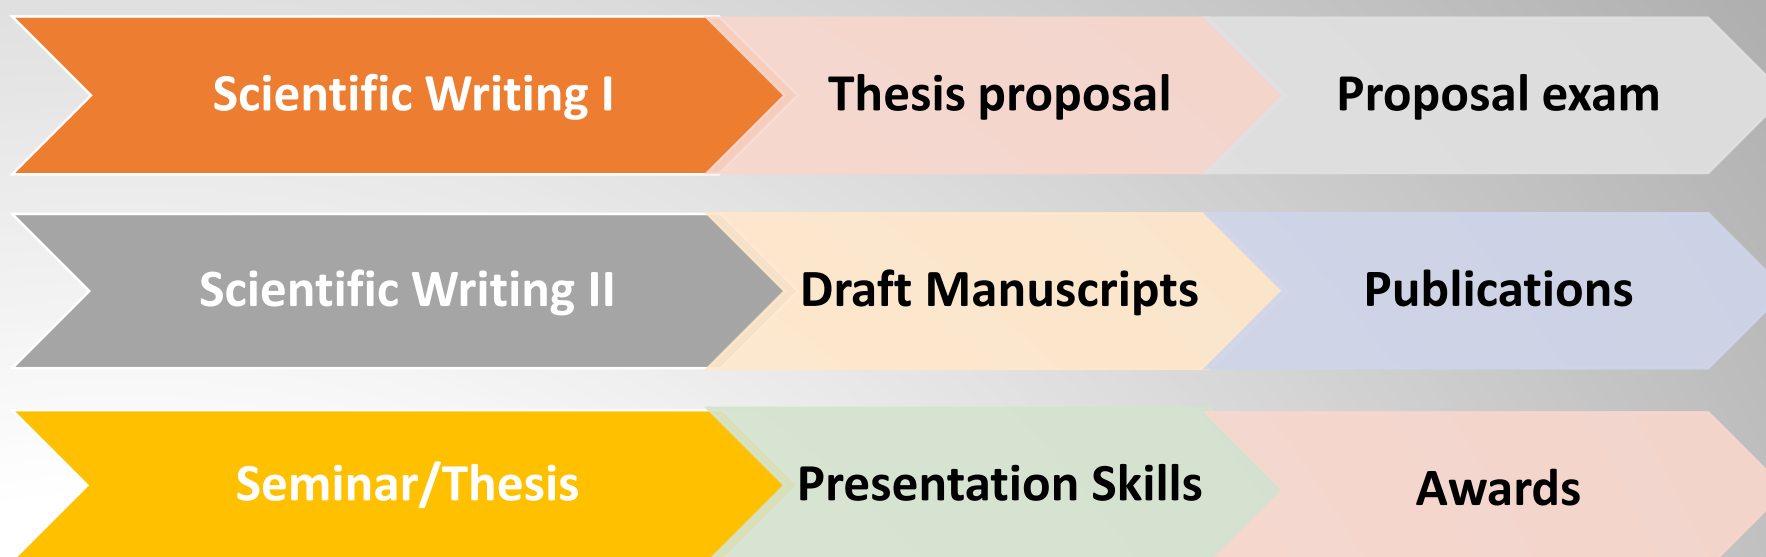 Scientific Writing I
Thesis proposal
Proposal exam
Scientific Writing II
Draft Manuscripts
Publications
Seminar/Thesis
Presentation Skills
Awards